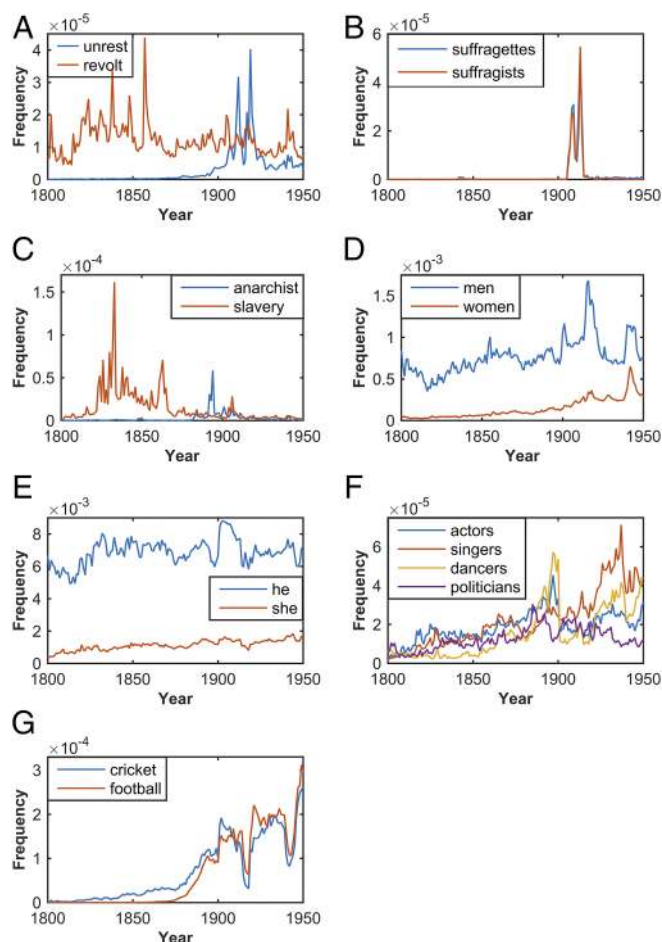 A
×10-5
unrest
revolt
4
3
2
1
0
Frequency
1800
1850
1900
1950
Year
B
×10-5
suffragettes
suffragists
6
4
2
0
Frequency
1800
1850
1900
1950
Year
C
×10-4
anarchist
slavery
1.5
1
0.5
0
Frequency
1800
1850
1900
1950
Year
D
×10-3
men
women
1.5
1
0.5
0
Frequency
1800
1850
1900
1950
Year
E
×10-3
8
6
4
2
0
he
she
Frequency
1800
1850
1900
1950
Year
F
×10-5
actors
singers
dancers
politicians
6
4
2
0
Frequency
1800
1850
1900
1950
Year
G
×10-4
cricket
football
3
2
1
0
Frequency
1800
1850
1900
1950
Year